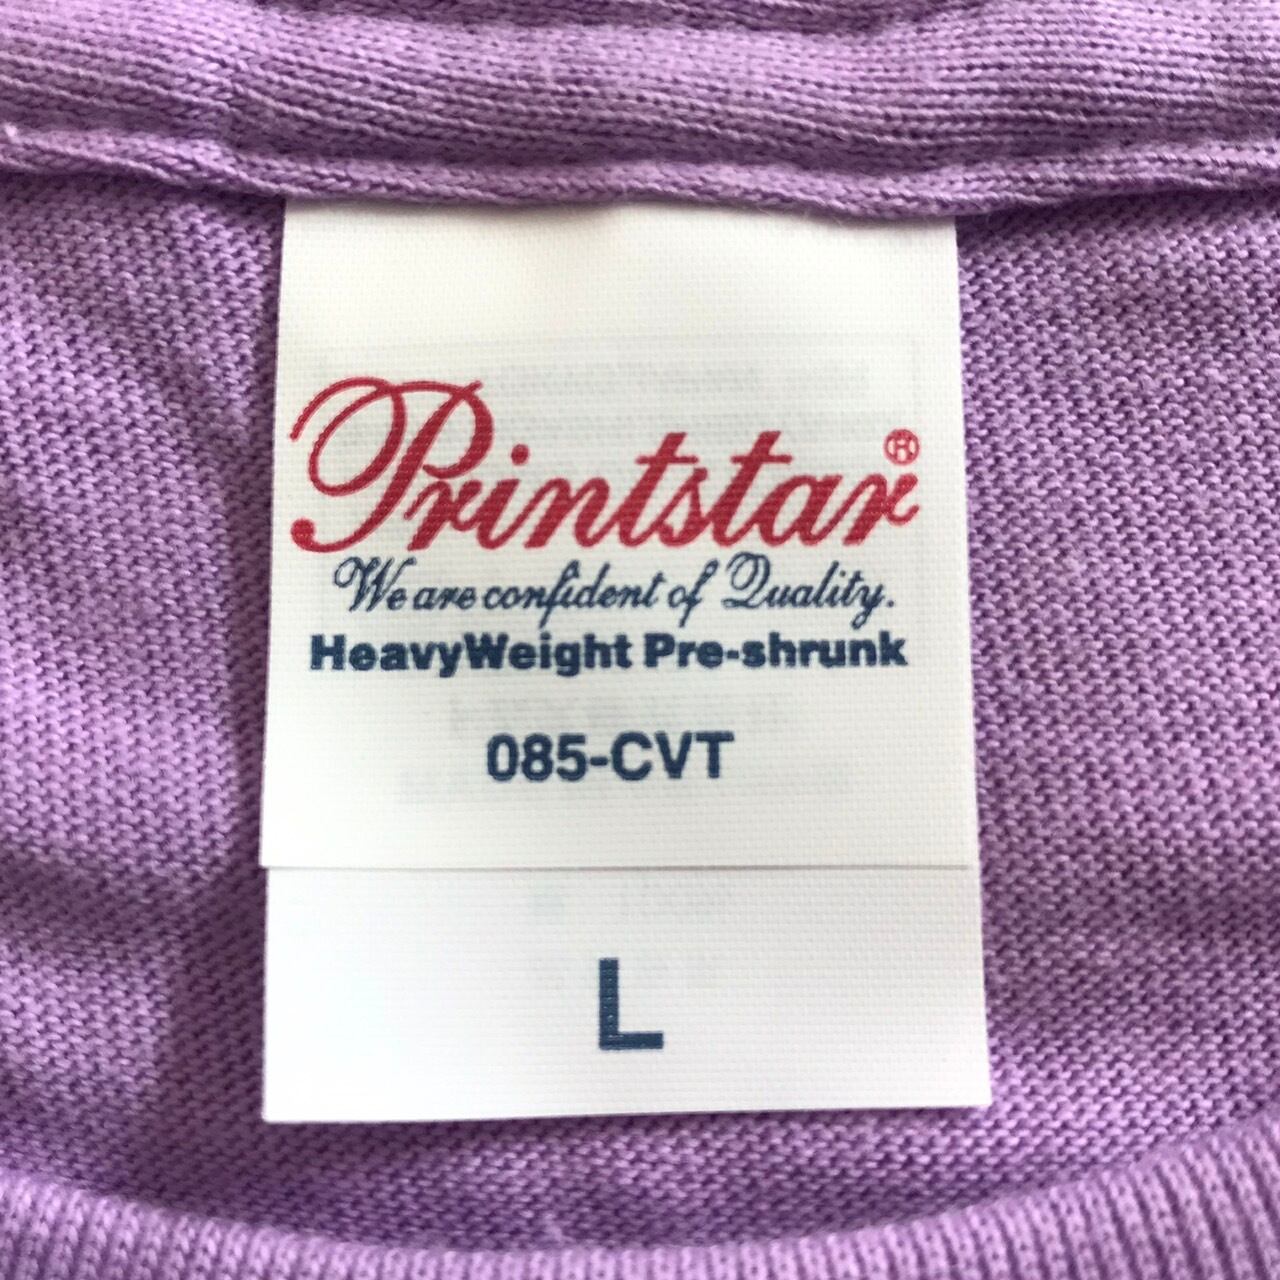 Printstar®
We are confident of Quality.
HeavyWeight Pre-shrunk
085-CVT
L